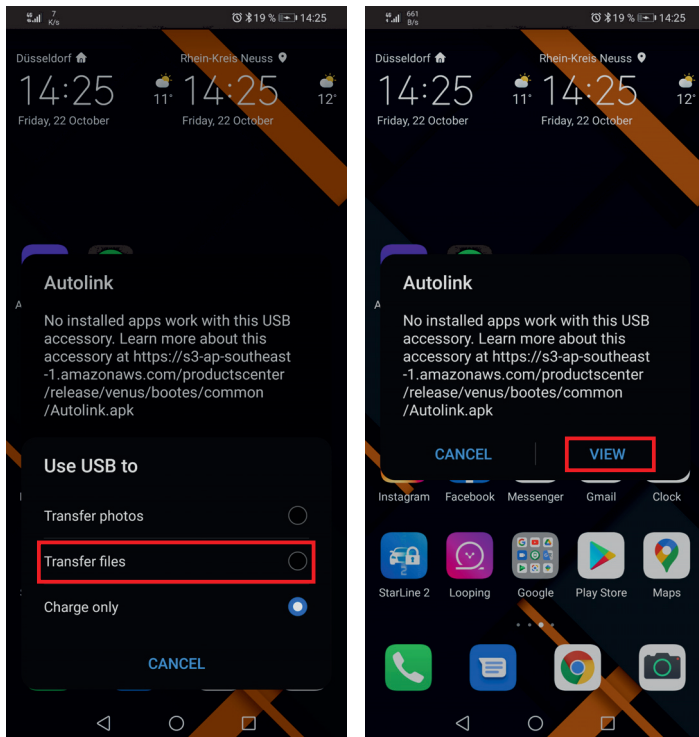 46 7 K/s 19 % 14:25
Düsseldorf Rhein-Kreis Neuss
14:25 11° 14:25 12°
Friday, 22 October Friday, 22 October
A
Autolink
No installed apps work with this USB
accessory. Learn more about this
accessory at https://s3-ap-southeast
-1.amazonaws.com/productscenter
/release/venus/bootes/common
/Autolink.apk
Use USB to
Transfer photos
Transfer files
Charge only
CANCEL
661 B/s 19 % 14:25
Düsseldorf Rhein-Kreis Neuss
14:25 11° 14:25 12°
Friday, 22 October Friday, 22 October
A
Autolink
No installed apps work with this USB
accessory. Learn more about this
accessory at https://s3-ap-southeast
-1.amazonaws.com/productscenter
/release/venus/bootes/common
/Autolink.apk
CANCEL VIEW
Instagram Facebook Messenger Gmail Clock
2 G
StarLine 2 Looping Google Play Store Maps